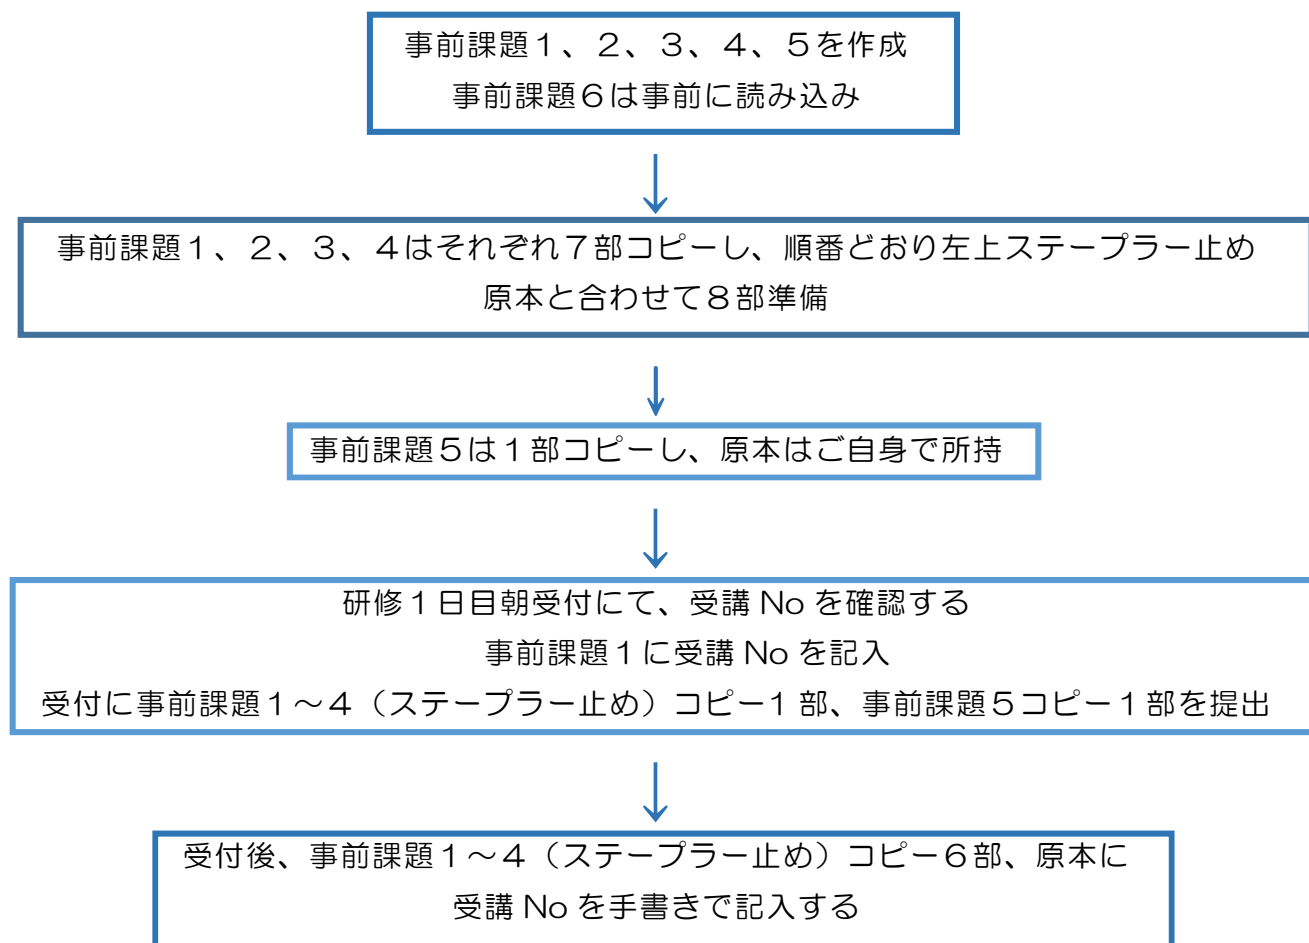 事前課題１、２、３、４、５を作成
事前課題６は事前に読み込み
事前課題１、２、３、４はそれぞれ７部コピーし、順番どおり左上ステープラー止め
原本と合わせて８部準備
事前課題５は１部コピーし、原本はご自身で所持
研修１日目朝受付にて、受講 No を確認する
事前課題１に受講 No を記入
受付に事前課題１～４（ステープラー止め）コピー1 部、事前課題５コピー１部を提出
受付後、事前課題１～４（ステープラー止め）コピー６部、原本に
受講 No を手書きで記入する